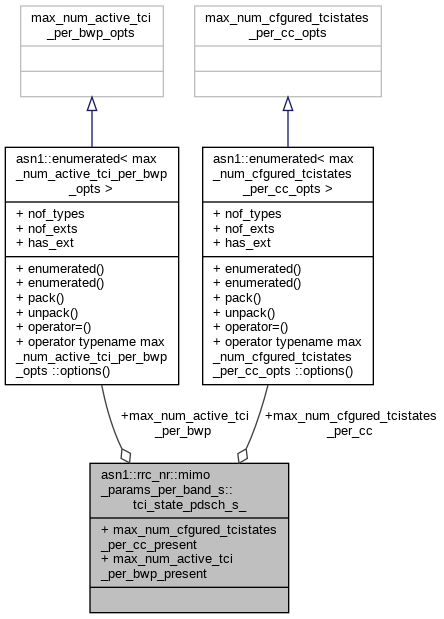 max_num_active_tci
_per_bwp_opts
max_num_cfgured_tcistates
_per_cc_opts
asn1::enumerated< max
_num_active_tci_per_bwp
_opts >
+ nof_types
+ nof_exts
+ has_ext
+ enumerated()
+ enumerated()
+ pack()
+ unpack()
+ operator=()
+ operator typename max
_num_active_tci_per_bwp
_opts ::options()
asn1::enumerated< max
_num_cfgured_tcistates
_per_cc_opts >
+ nof_types
+ nof_exts
+ has_ext
+ enumerated()
+ enumerated()
+ pack()
+ unpack()
+ operator=()
+ operator typename max
_num_cfgured_tcistates
_per_cc_opts ::options()
+max_num_active_tci
_per_bwp
+max_num_cfgured_tcistates
_per_cc
asn1::rrc_nr::mimo
_params_per_band_s::
tci_state_pdsch_s_
+ max_num_cfgured_tcistates
_per_cc_present
+ max_num_active_tci
_per_bwp_present